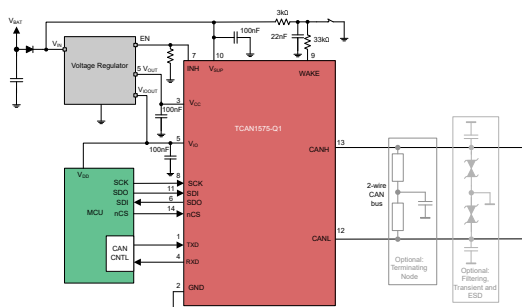 VBAT
VIN
EN
Voltage Regulator
5 VOUT
VIOUT
100nF
3kΩ
22nF
33kΩ
7
10
9
INH
VSUP
WAKE
3
VCC
100nF
TCAN1575-Q1
5
VIO
100nF
VDD
MCU
SCK
8
SCK
SDO
11
SDI
SDI
6
SDO
nCS
14
nCS
CAN
CNTL
1
TXD
4
RXD
2
GND
CANH
13
CANL
12
2-wire
CAN
bus
Optional:
Terminating
Node
Optional:
Filtering,
Transient and
ESD